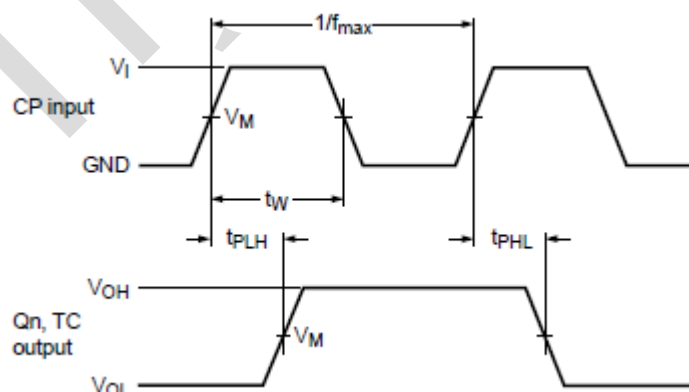 1/fmax
VI
CP input
VM
GND
tW
tPLH
tPHL
VOH
Qn, TC
output
VM
VOL